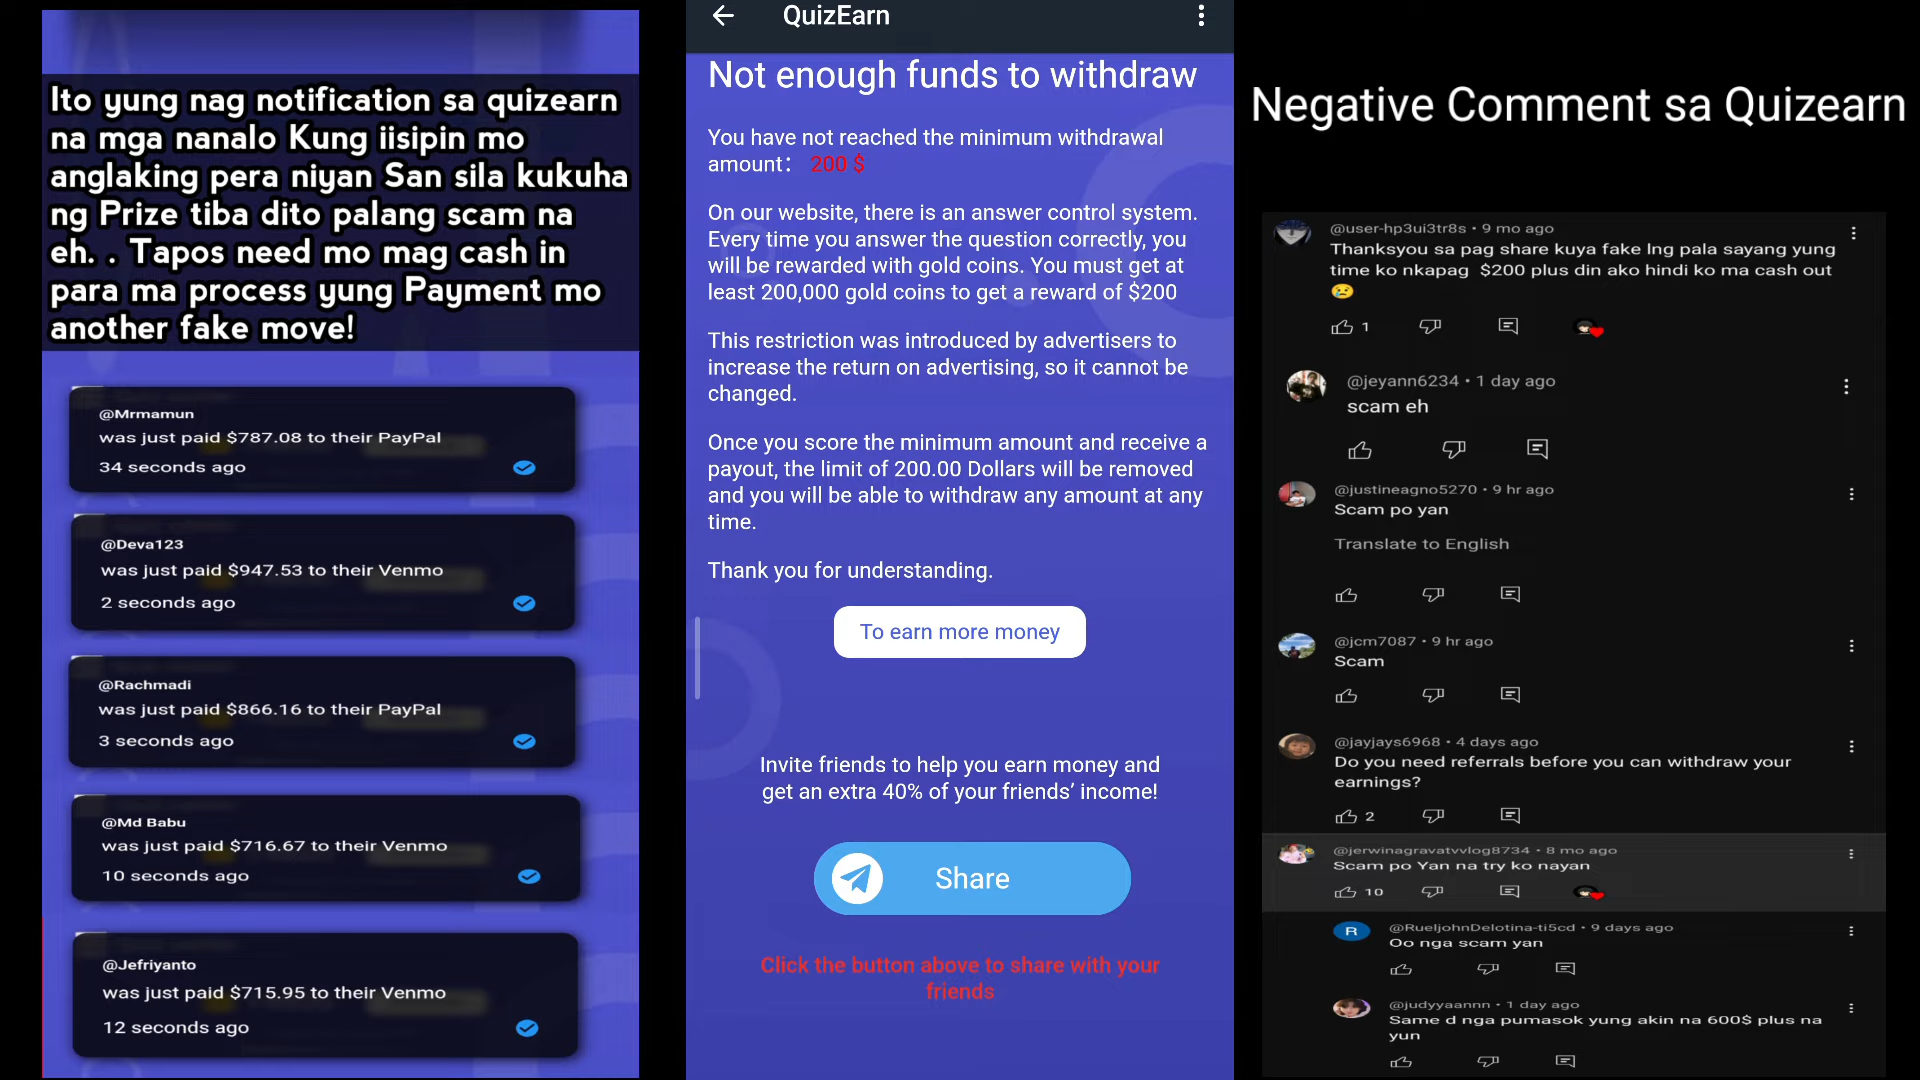 Ito yung nag notification sa quizearn
na mga nanalo Kung iisipin mo
anglaking pera niyan San sila kukuha
ng Prize tiba dito palang scam na
eh. . Tapos need mo mag cash in
para ma process yung Payment mo
another fake move!
@Mrmamun
was just paid $787.08 to their PayPal
34 seconds ago
@Deva123
was just paid $947.53 to their Venmo
2 seconds ago
@Rachmadi
was just paid $866.16 to their PayPal
3 seconds ago
@Md Babu
was just paid $716.67 to their Venmo
10 seconds ago
@Jefriyanto
was just paid $715.95 to their Venmo
12 seconds ago
QuizEarn
Not enough funds to withdraw
You have not reached the minimum withdrawal
amount: 200 $
On our website, there is an answer control system.
Every time you answer the question correctly, you
will be rewarded with gold coins. You must get at
least 200,000 gold coins to get a reward of $200
This restriction was introduced by advertisers to
increase the return on advertising, so it cannot be
changed.
Once you score the minimum amount and receive a
payout, the limit of 200.00 Dollars will be removed
and you will be able to withdraw any amount at any
time.
Thank you for understanding.
To earn more money
Invite friends to help you earn money and
get an extra 40% of your friends’ income!
Share
Click the button above to share with your
friends
Negative Comment sa Quizearn
@user-hp3ui3tr8s • 9 mo ago
Thanksyou sa pag share kuya fake lng pala sayang yung
time ko nkapag $200 plus din ako hindi ko ma cash out
😢
1
@jeyann6234 • 1 day ago
scam eh
@justineagno5270 • 9 hr ago
Scam po yan
Translate to English
@jcm7087 • 9 hr ago
Scam
@jayjays6968 • 4 days ago
Do you need referrals before you can withdraw your
earnings?
2
@jerwinagravatvvlog8734 • 8 mo ago
Scam po Yan na try ko nayan
10
R
@RueljohnDelotina-ti5cd • 9 days ago
Oo nga scam yan
@judyyaannn • 1 day ago
Same d nga pumasok yung akin na 600$ plus na
yun